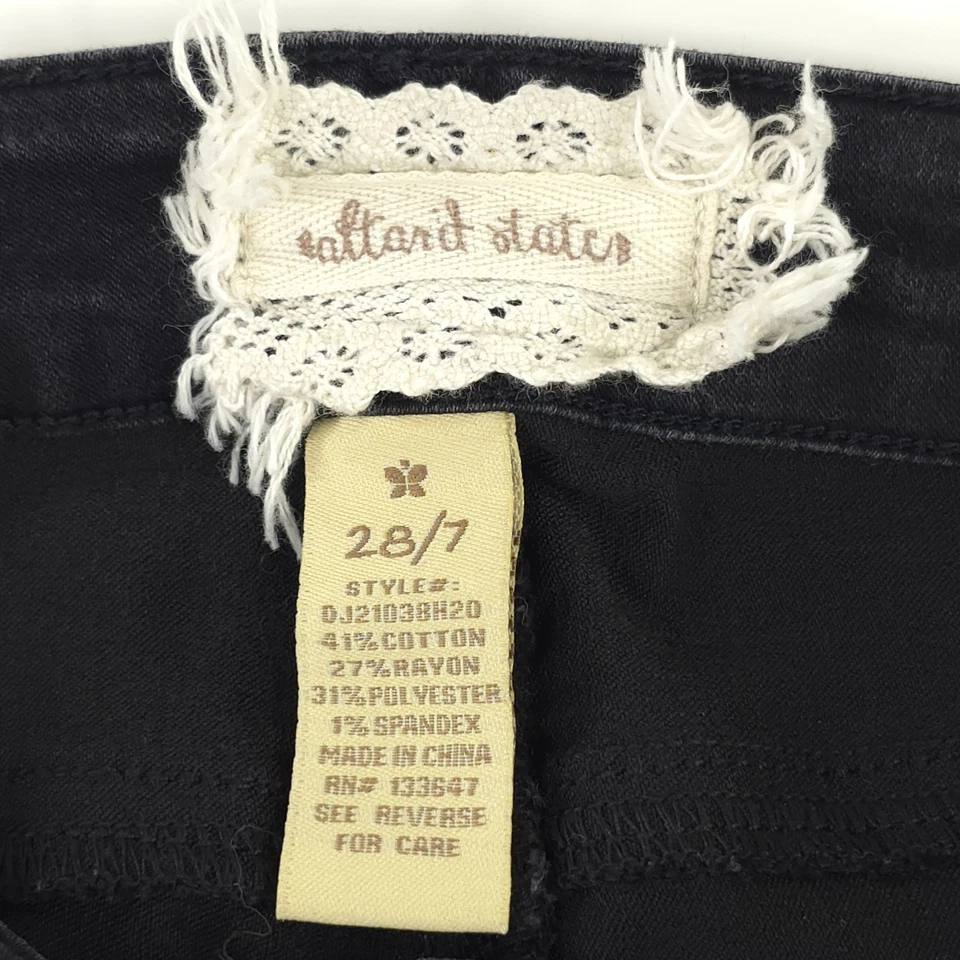 altar'd state
28/7
STYLE#:
DJ21038H20
41%COTTON
27%RAYON
31%POLYESTER
1%SPANDEX
MADE IN CHINA
RN# 133647
SEE REVERSE
FOR CARE